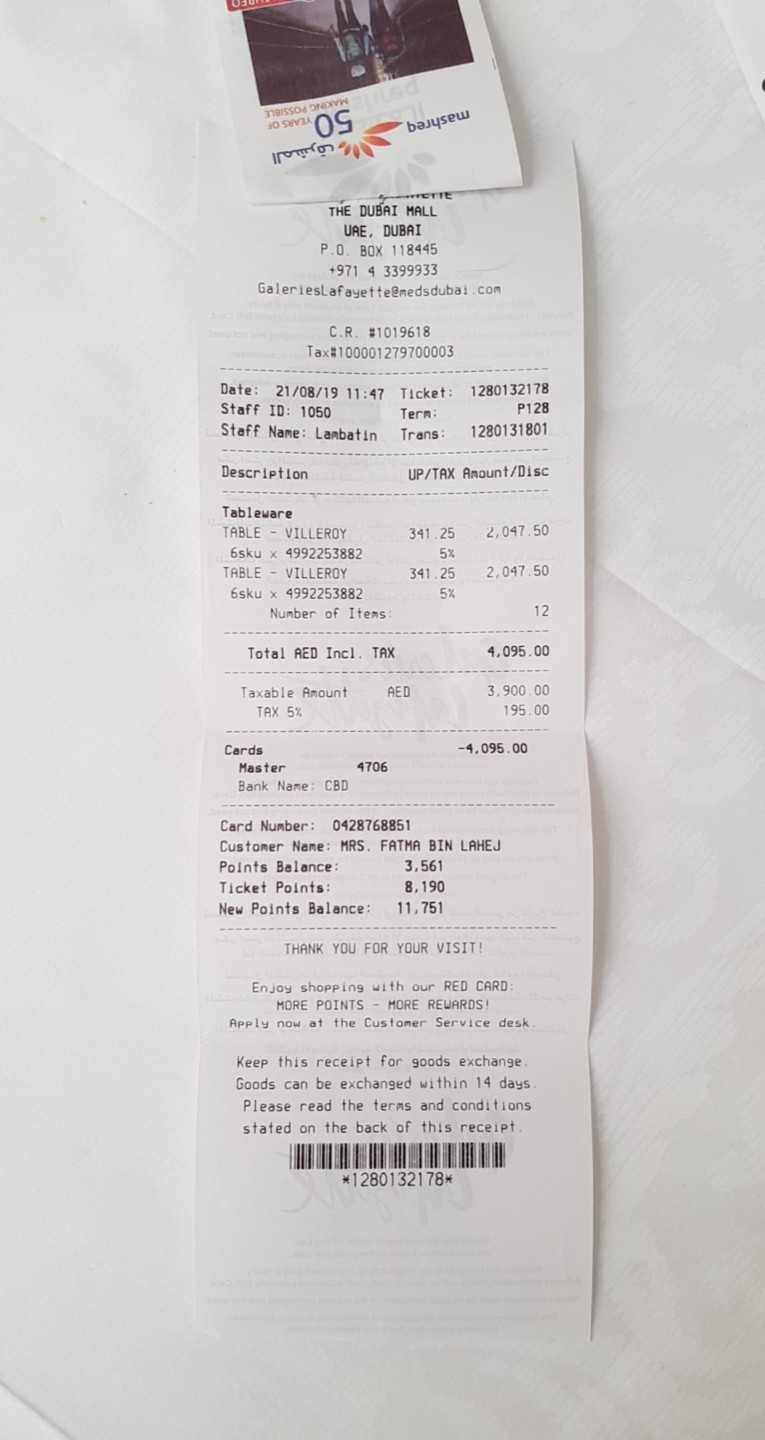 mashreq المشرق
50 YEARS OF
MAKING POSSIBLE
THE DUBAI MALL
UAE, DUBAI
P.O. BOX 118445
+971 4 3399933
GaleriesLafayette@medsdubai.com
C.R. #1019618
Tax#100001279700003
Date: 21/08/19 11:47 Ticket: 1280132178
Staff ID: 1050 Term: P128
Staff Name: Lambatin Trans: 1280131801
Description UP/TAX Amount/Disc
Tableware
TABLE - VILLEROY 341.25 2,047.50
6sku x 4992253882 5%
TABLE - VILLEROY 341.25 2,047.50
6sku x 4992253882 5%
Number of Items: 12
Total AED Incl. TAX 4,095.00
Taxable Amount AED 3,900.00
TAX 5% 195.00
Cards -4,095.00
Master 4706
Bank Name: CBD
Card Number: 0428768851
Customer Name: MRS. FATMA BIN LAHEJ
Points Balance: 3,561
Ticket Points: 8,190
New Points Balance: 11,751
THANK YOU FOR YOUR VISIT!
Enjoy shopping with our RED CARD:
MORE POINTS - MORE REWARDS!
Apply now at the Customer Service desk.
Keep this receipt for goods exchange.
Goods can be exchanged within 14 days.
Please read the terms and conditions
stated on the back of this receipt.
*1280132178*